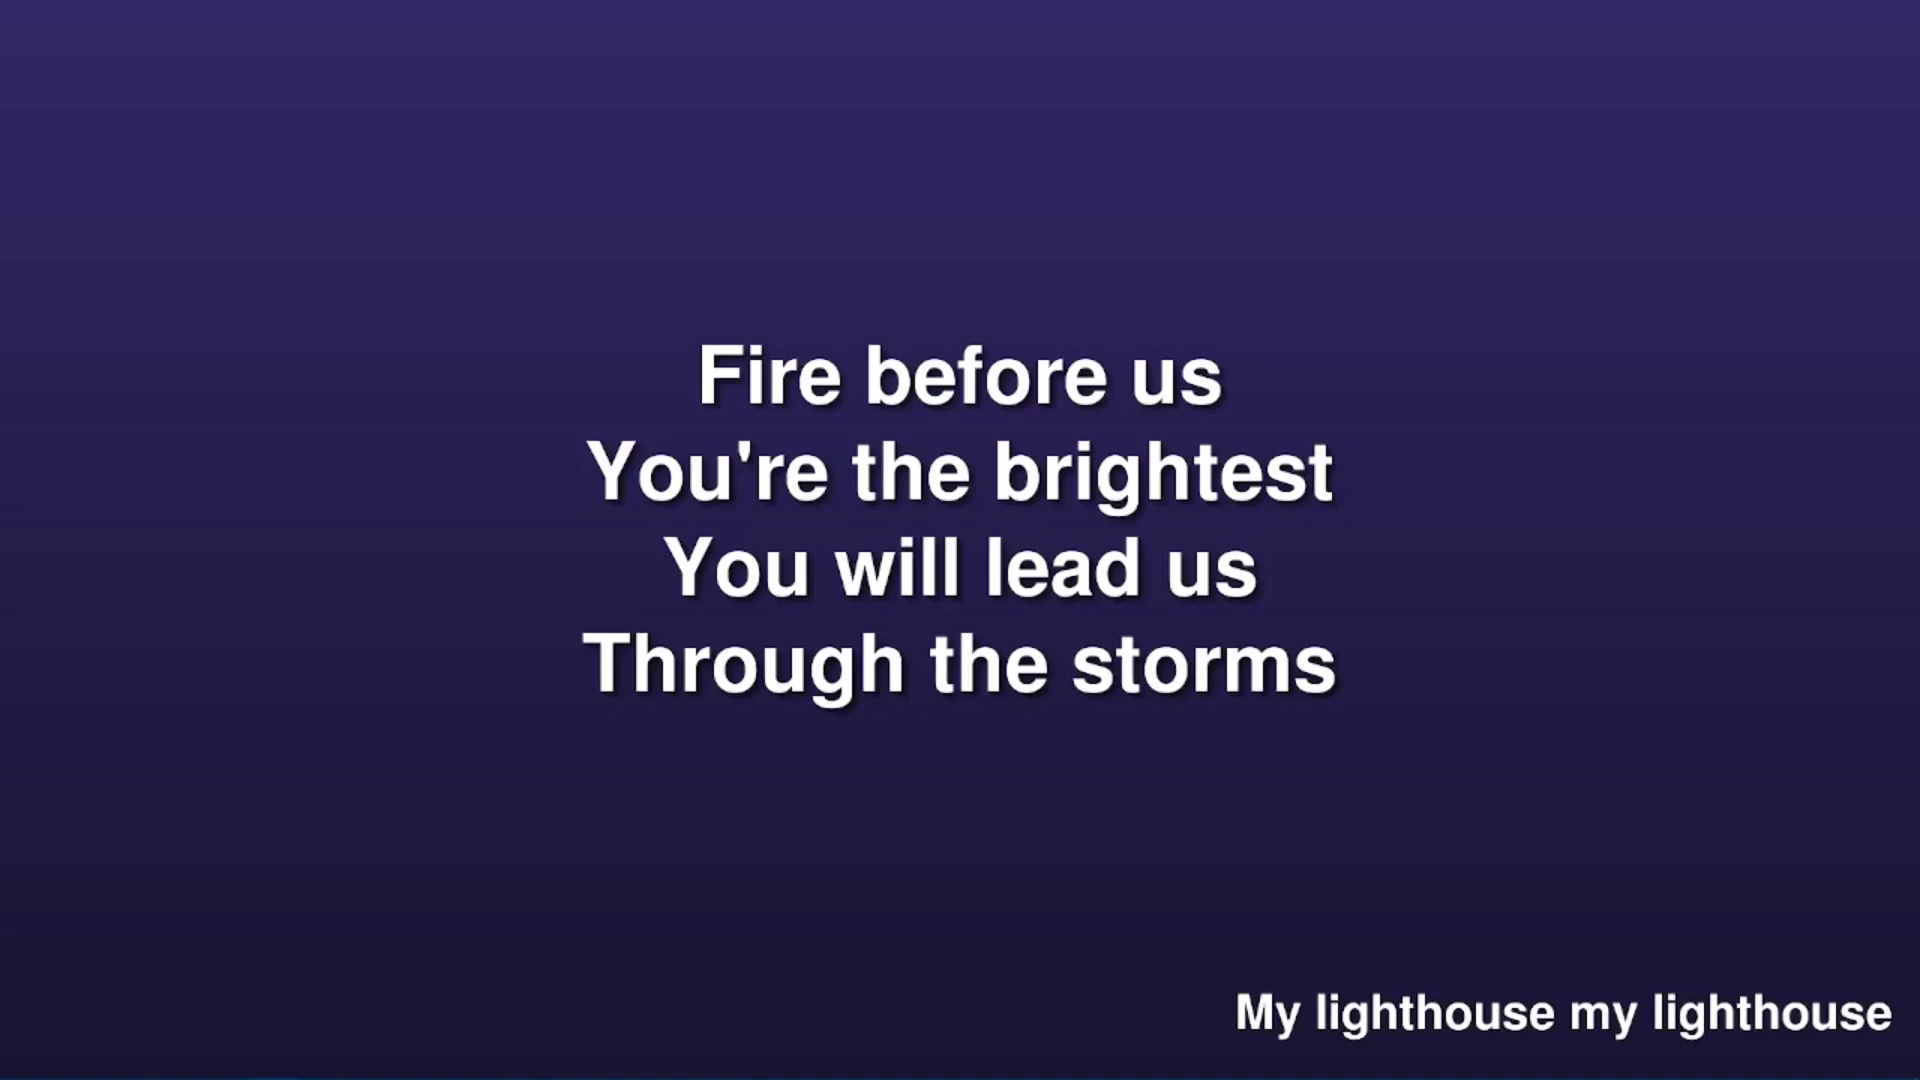 Fire before us
You're the brightest
You will lead us
Through the storms
My lighthouse my lighthouse